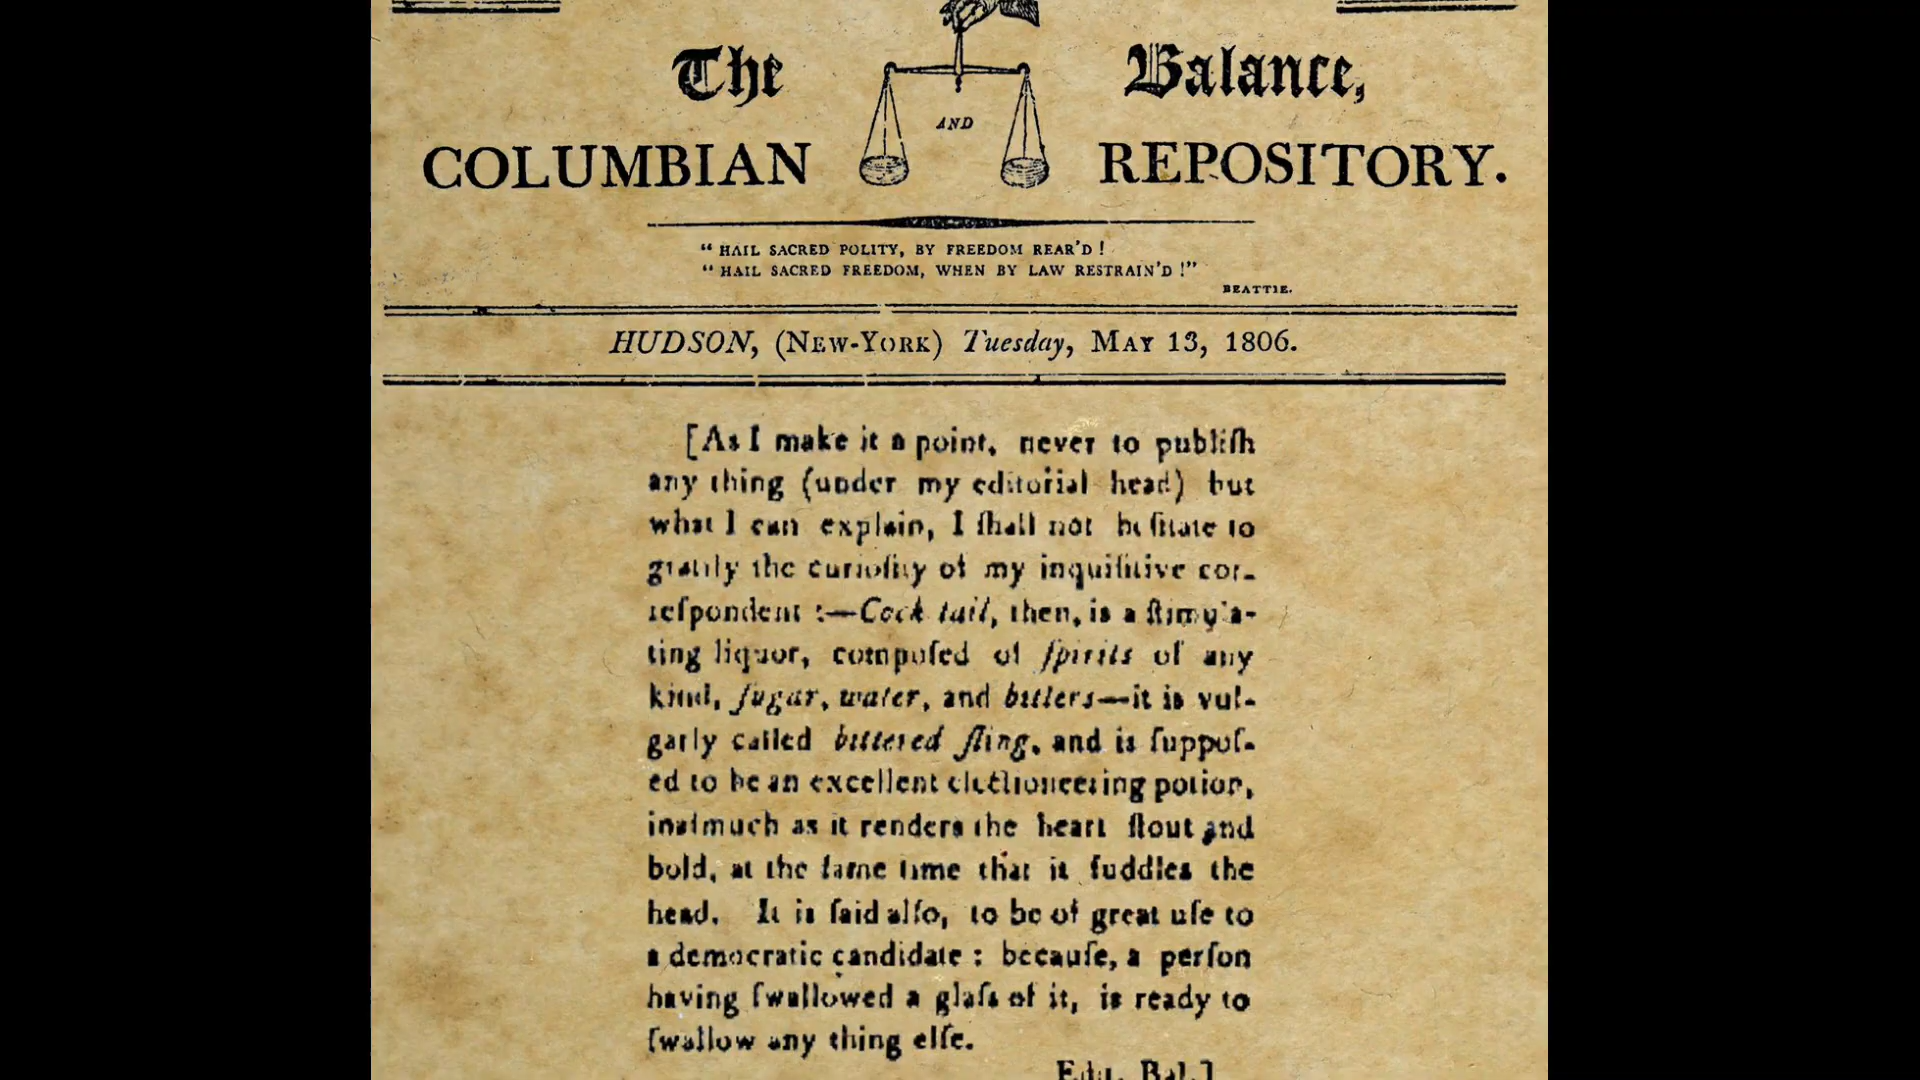 The Balance,
AND
COLUMBIAN REPOSITORY.
“ HAIL SACRED POLITY, BY FREEDOM REAR'D !
“ HAIL SACRED FREEDOM, WHEN BY LAW RESTRAIN'D !”
BEATTIE.
HUDSON, (NEW-YORK) Tuesday, MAY 13, 1806.
[As I make it a point, never to publiſh
any thing (under my editorial head) but
what I can explain, I ſhall not heſitate to
gratify the curioſity of my inquiſitive cor-
reſpondent :—Cock tail, then, is a ſtimula-
ting liquor, compoſed of ſpirits of any
kind, ſugar, water, and bitters—it is vul-
garly called bittered ſling, and is ſuppoſ-
ed to be an excellent electioneering potion,
inaſmuch as it renders the heart ſtout and
bold, at the ſame time that it fuddles the
head. It is ſaid alſo, to be of great uſe to
a democratic candidate : becauſe, a perſon
having ſwallowed a glaſs of it, is ready to
ſwallow any thing elſe.
Edit. Bal.]